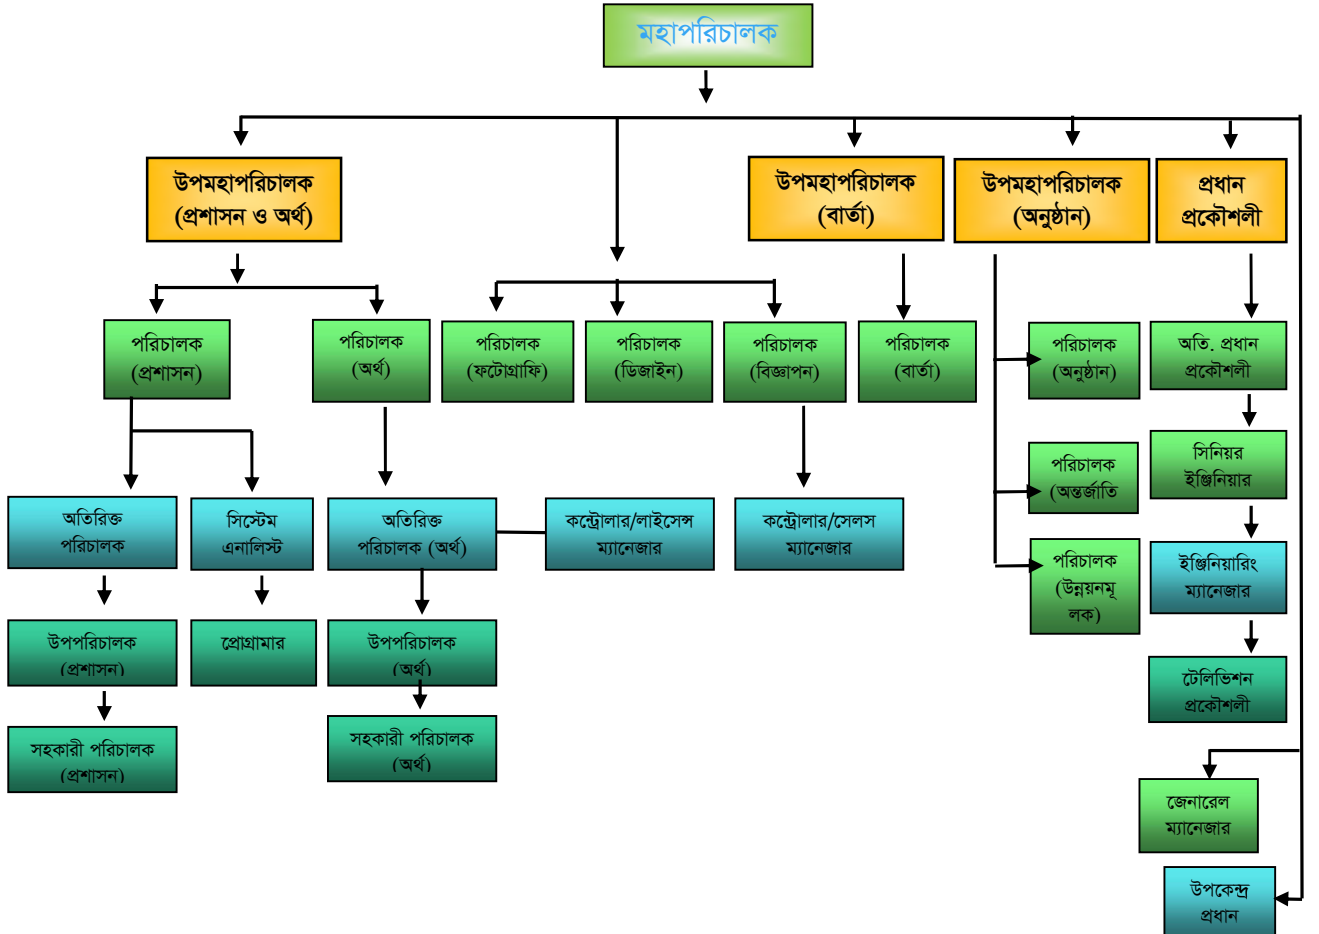 মহাপরিচালক
উপমহাপরিচালক
(প্রশাসন ও অর্থ)
উপমহাপরিচালক
(বার্তা)
উপমহাপরিচালক
(অনুষ্ঠান)
প্রধান
প্রকৌশলী
পরিচালক
(প্রশাসন)
পরিচালক
(অর্থ)
পরিচালক
(ফটোগ্রাফি)
পরিচালক
(ডিজাইন)
পরিচালক
(বিজ্ঞাপন)
পরিচালক
(বার্তা)
পরিচালক
(অনুষ্ঠান)
অতি. প্রধান
প্রকৌশলী
পরিচালক
(অন্তর্জাতি
সিনিয়র
ইঞ্জিনিয়ার
অতিরিক্ত
পরিচালক
সিস্টেম
এনালিস্ট
অতিরিক্ত
পরিচালক (অর্থ)
কন্ট্রোলার/লাইসেন্স
ম্যানেজার
কন্ট্রোলার/সেলস
ম্যানেজার
পরিচালক
(উন্নয়নমূ
লক)
ইঞ্জিনিয়ারিং
ম্যানেজার
উপপরিচালক
(প্রশাসন)
প্রোগ্রামার
উপপরিচালক
(অর্থ)
টেলিভিশন
প্রকৌশলী
সহকারী পরিচালক
(প্রশাসন)
সহকারী পরিচালক
(অর্থ)
জেনারেল
ম্যানেজার
উপকেন্দ্র
প্রধান